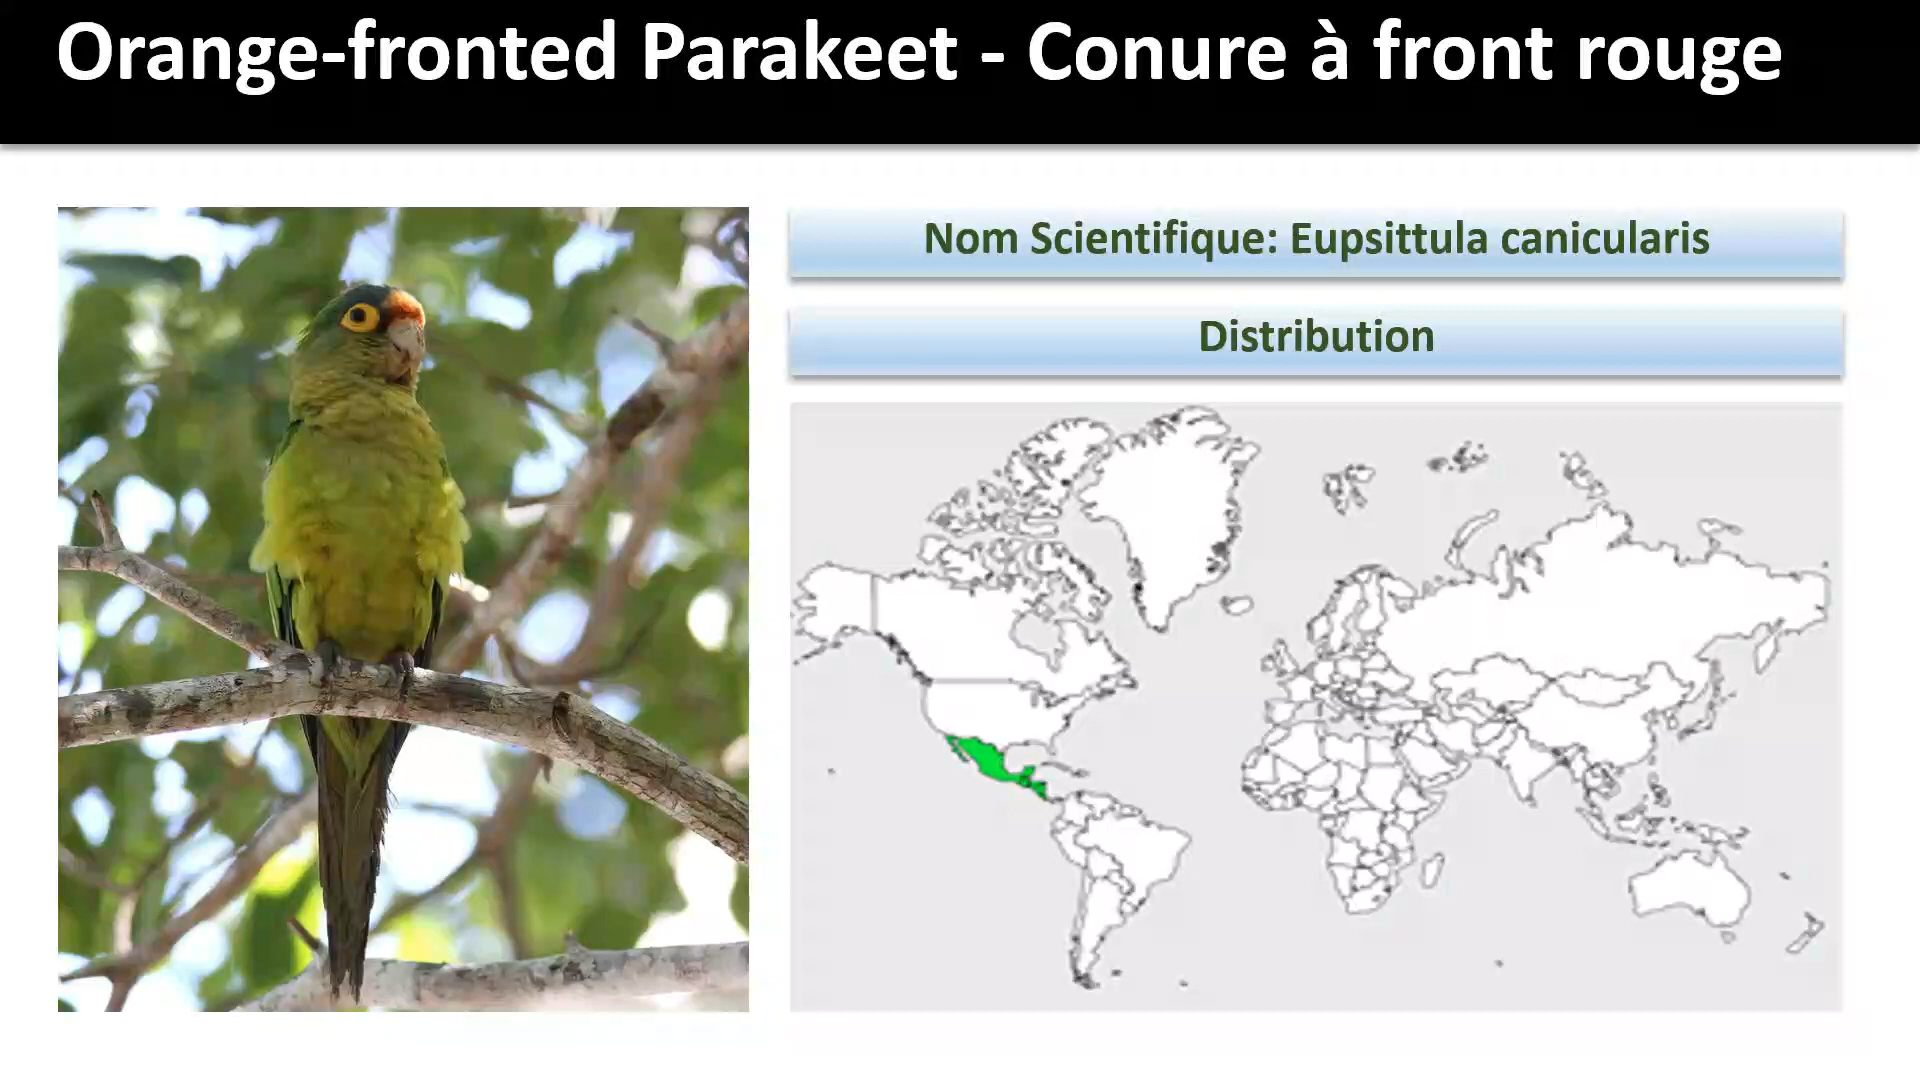 Orange-fronted Parakeet - Conure à front rouge
Nom Scientifique: Eupsittula canicularis
Distribution